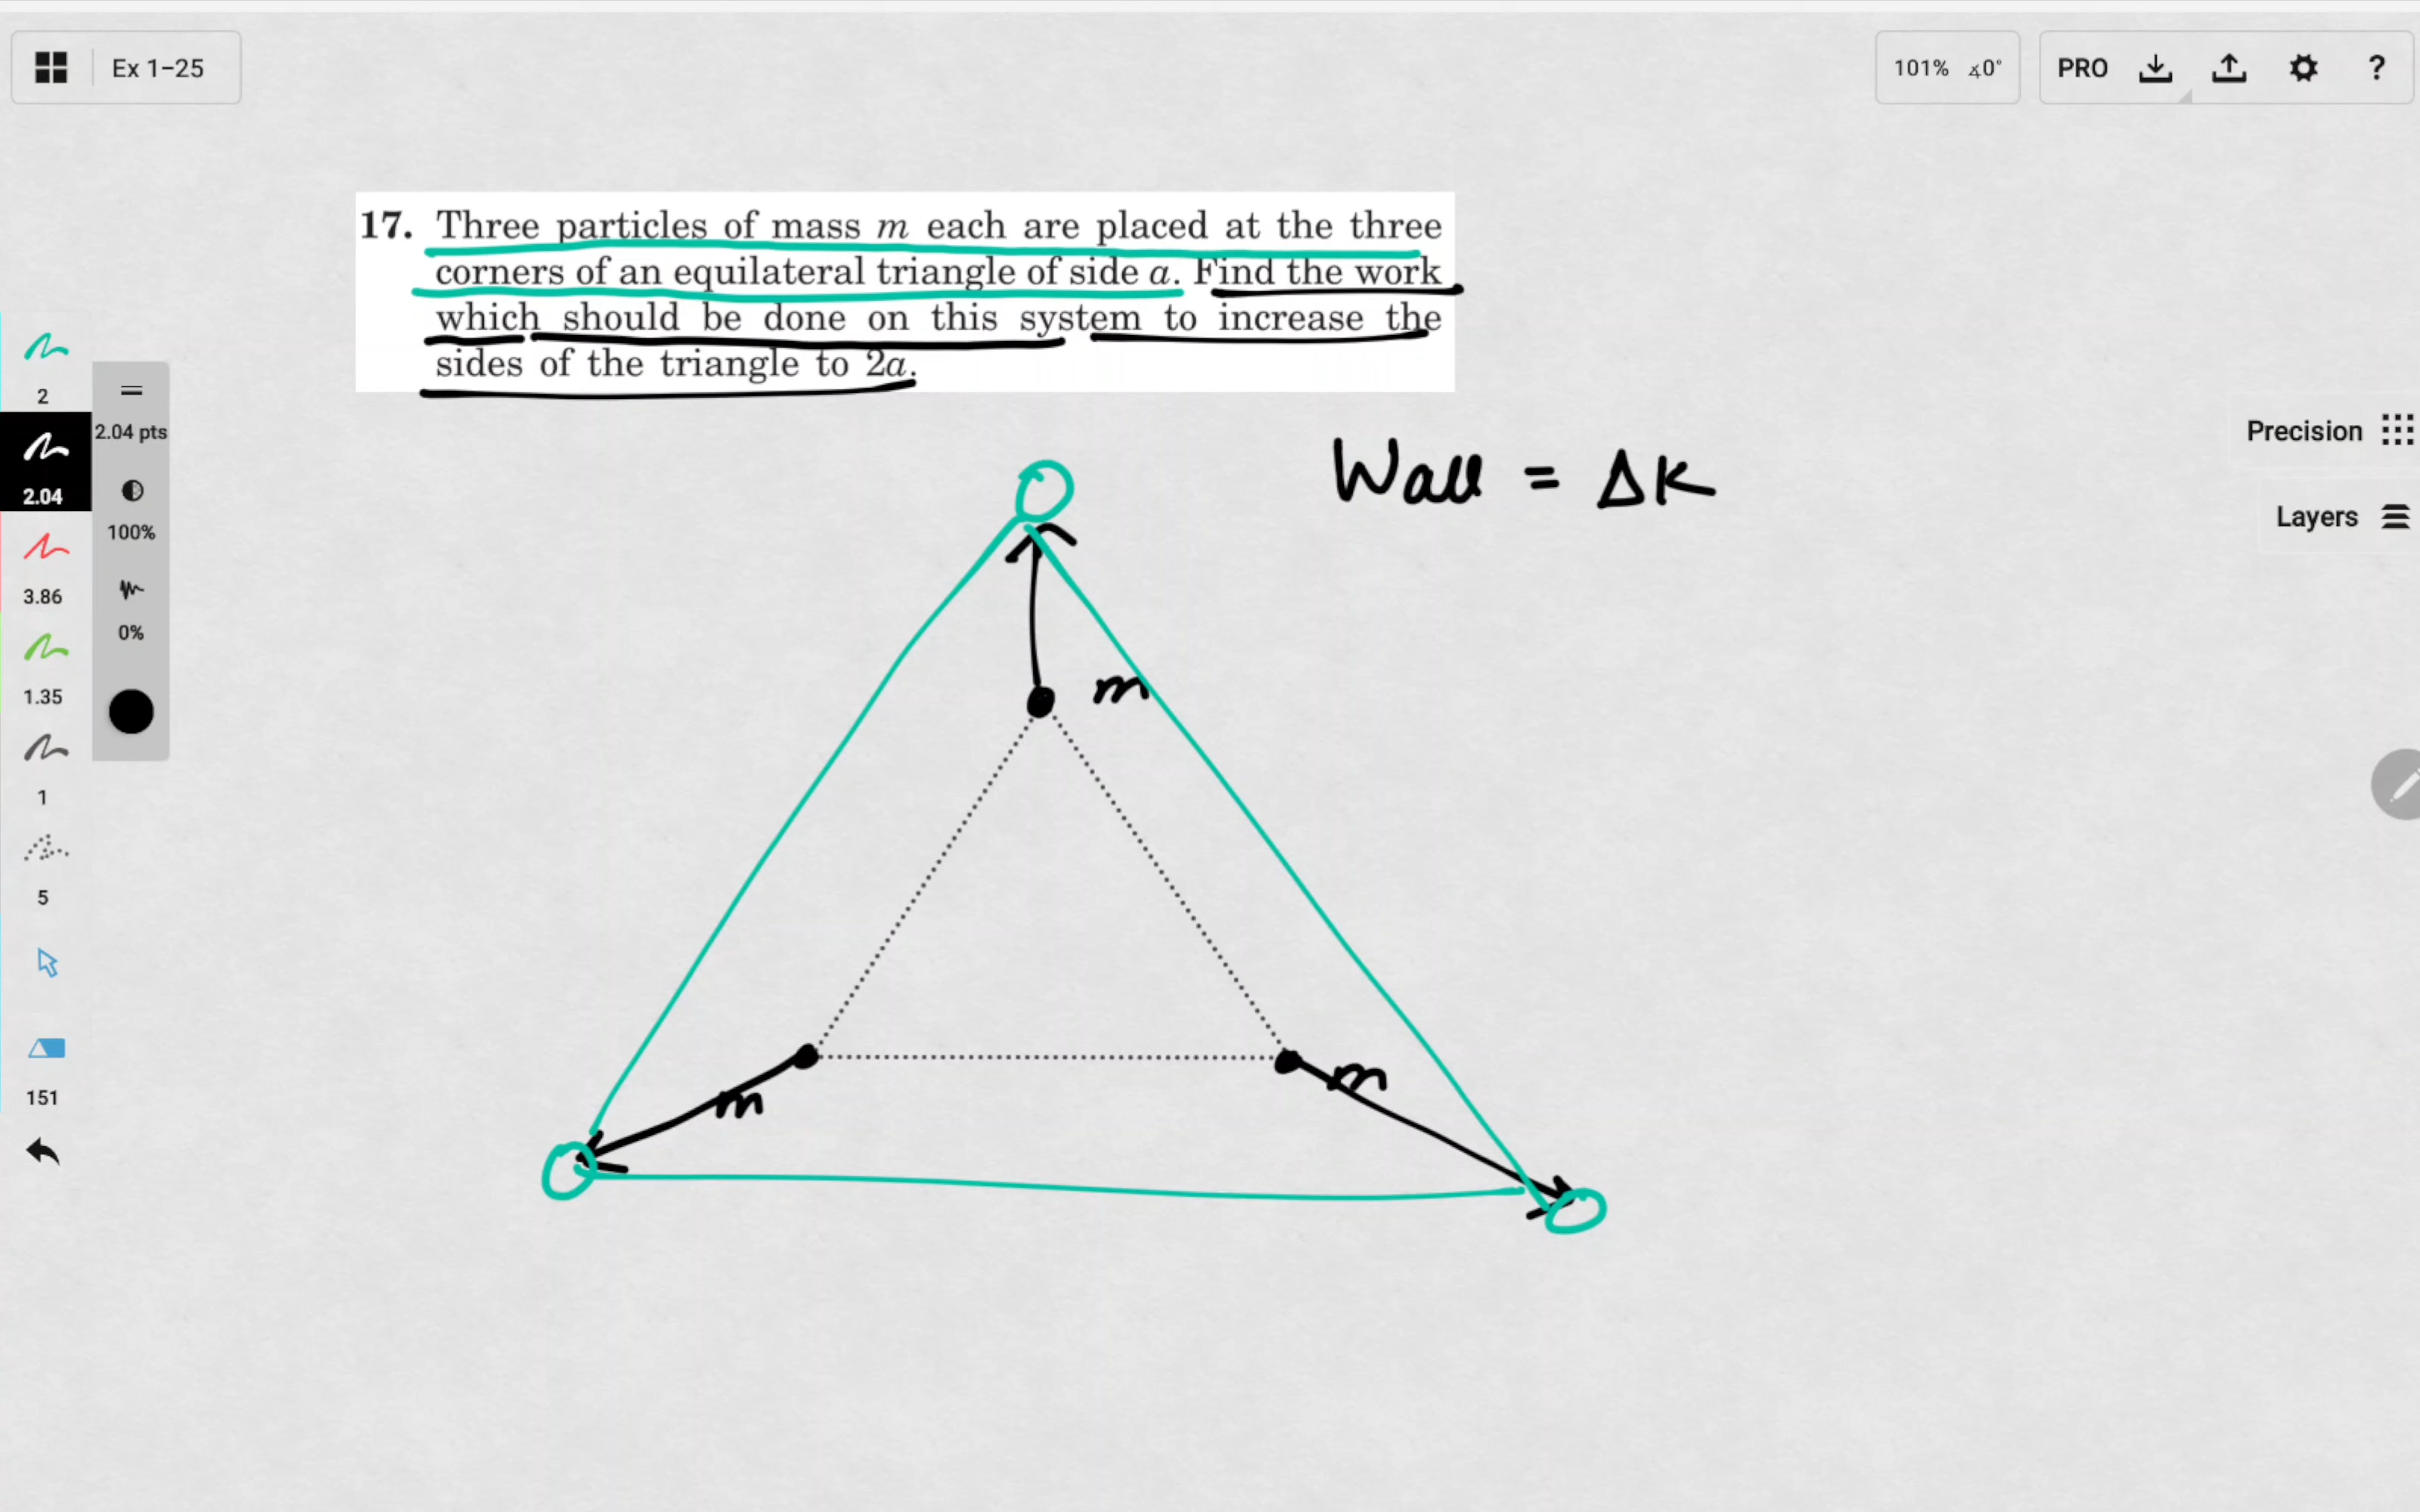 Ex 1-25
101% ∡0°
PRO
?
17. Three particles of mass m each are placed at the three
corners of an equilateral triangle of side a. Find the work
which should be done on this system to increase the
sides of the triangle to 2a.
Wall = ΔK
Precision
Layers
2
2.04 pts
2.04
100%
3.86
0%
1.35
1
5
151
m
m
m